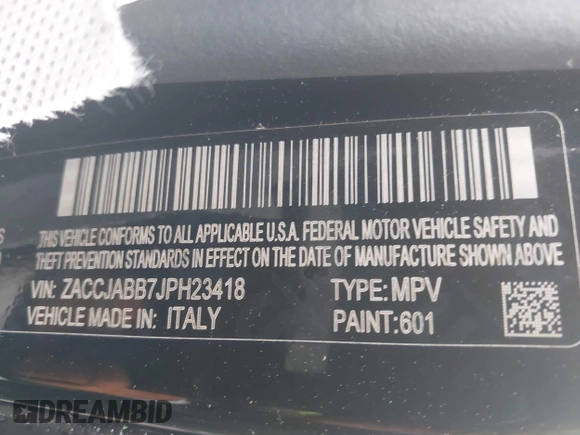 THIS VEHICLE CONFORMS TO ALL APPLICABLE U.S.A. FEDERAL MOTOR VEHICLE SAFETY AND
THEFT PREVENTION STANDARDS IN EFFECT ON THE DATE OF MANUFACTURE SHOWN ABOVE
VIN: ZACCJABB7JPH23418 TYPE: MPV
VEHICLE MADE IN: ITALY PAINT:601
DREAMBID